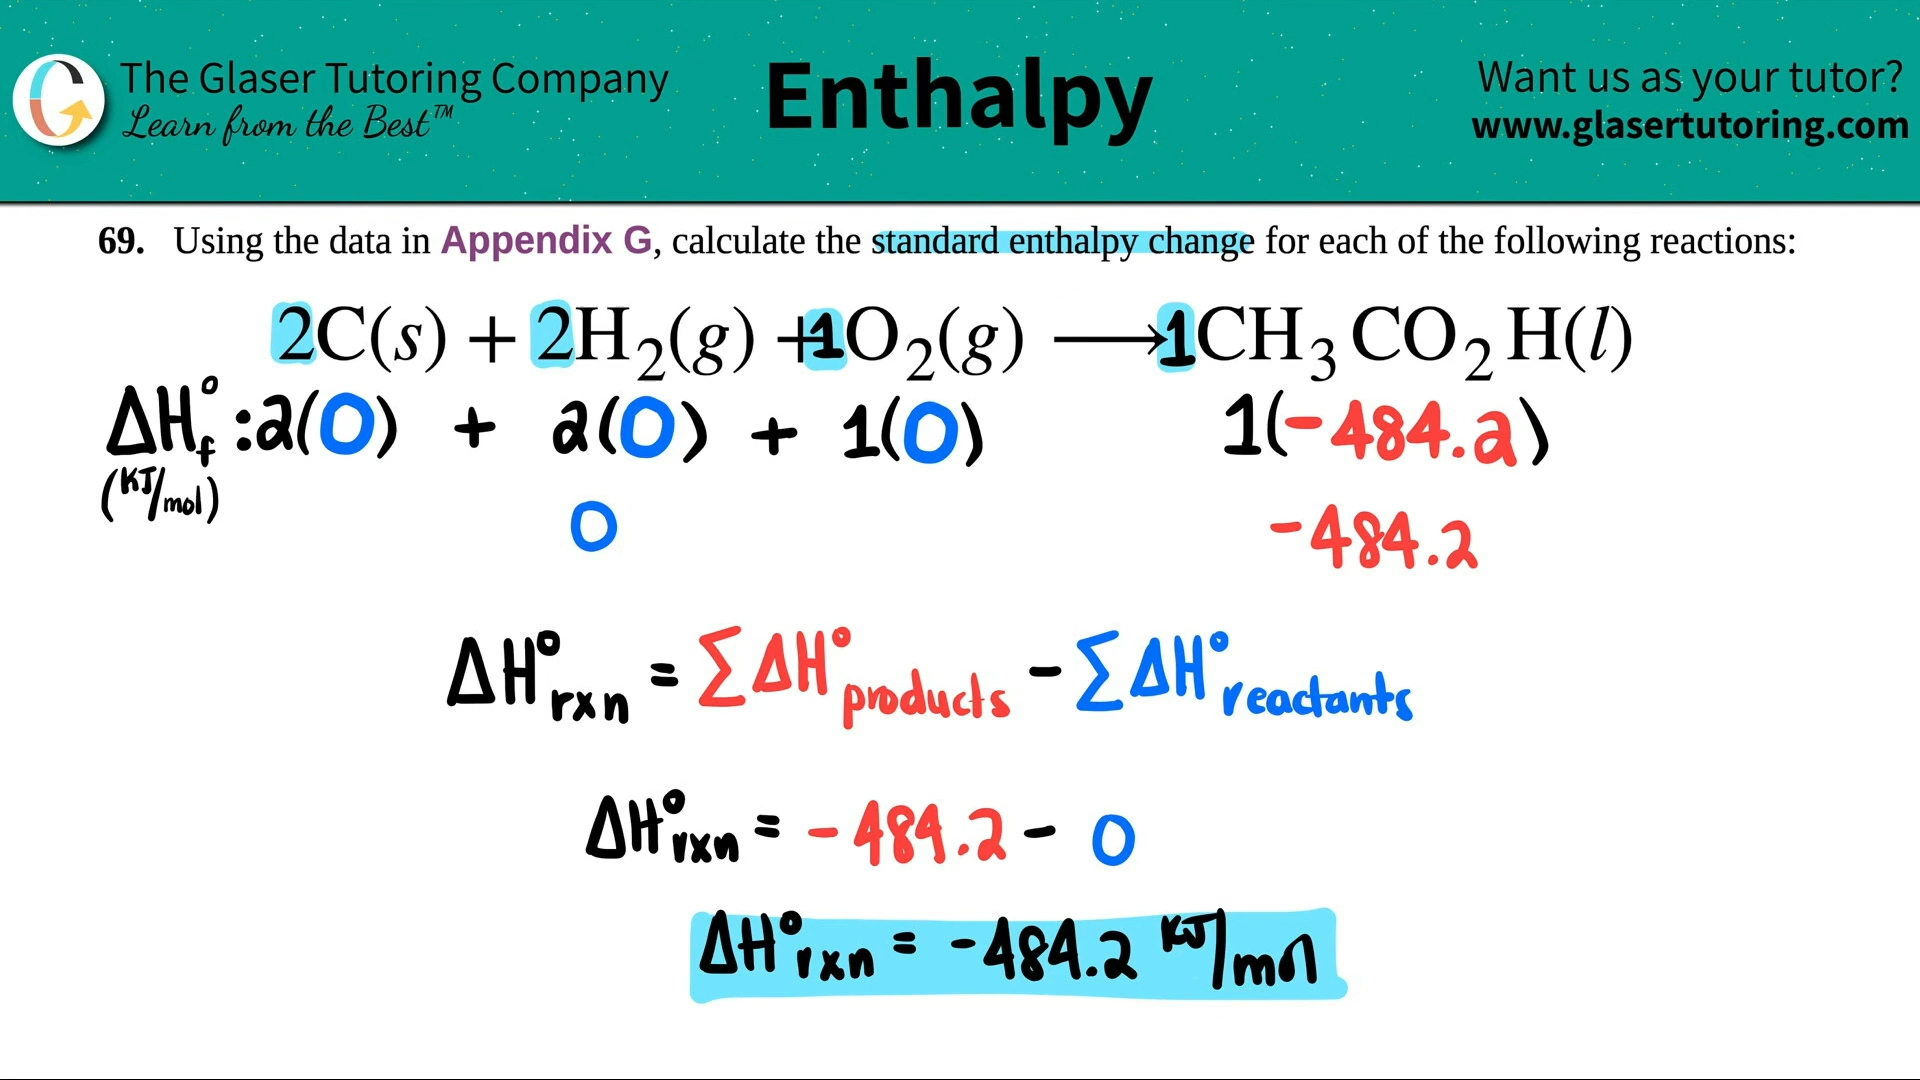 The Glaser Tutoring Company
Learn from the Best™
Enthalpy
Want us as your tutor?
www.glasertutoring.com
69. Using the data in Appendix G, calculate the standard enthalpy change for each of the following reactions:
2C(s) + 2H₂(g) + 1O₂(g) ⟶ 1CH₃CO₂H(l)
ΔH°f : 2(0) + 2(0) + 1(0) 1(-484.2)
(KJ/mol)
0 -484.2
ΔH°rxn = ΣΔH°products - ΣΔH°reactants
ΔH°rxn = -484.2 - 0
ΔH°rxn = -484.2 KJ/mol